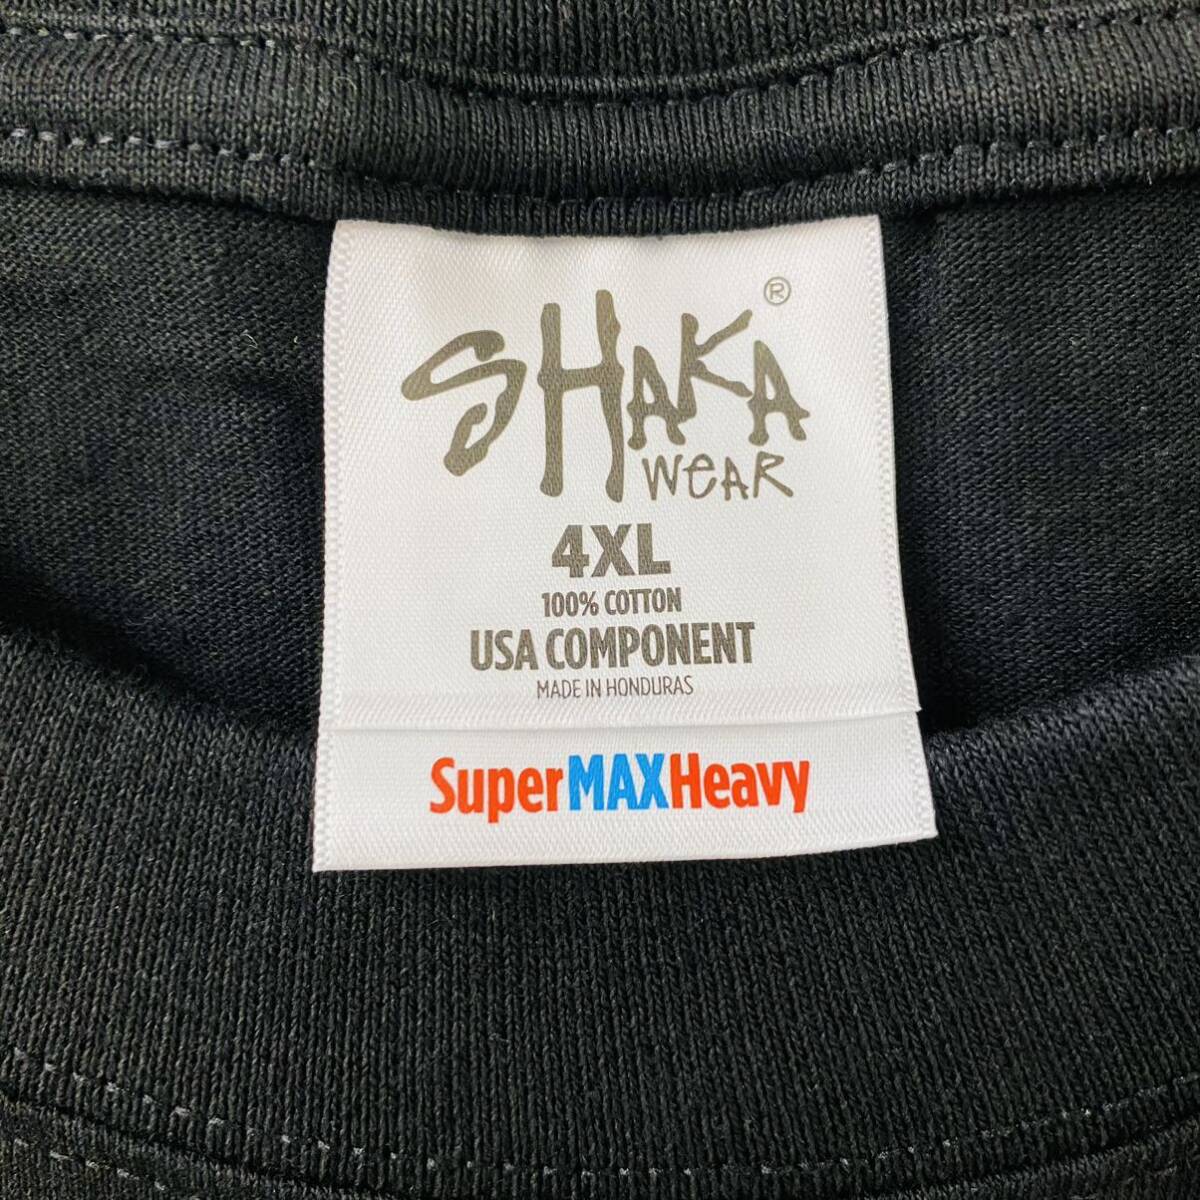 SHAKA®
WEAR
4XL
100% COTTON
USA COMPONENT
MADE IN HONDURAS
SuperMAXHeavy